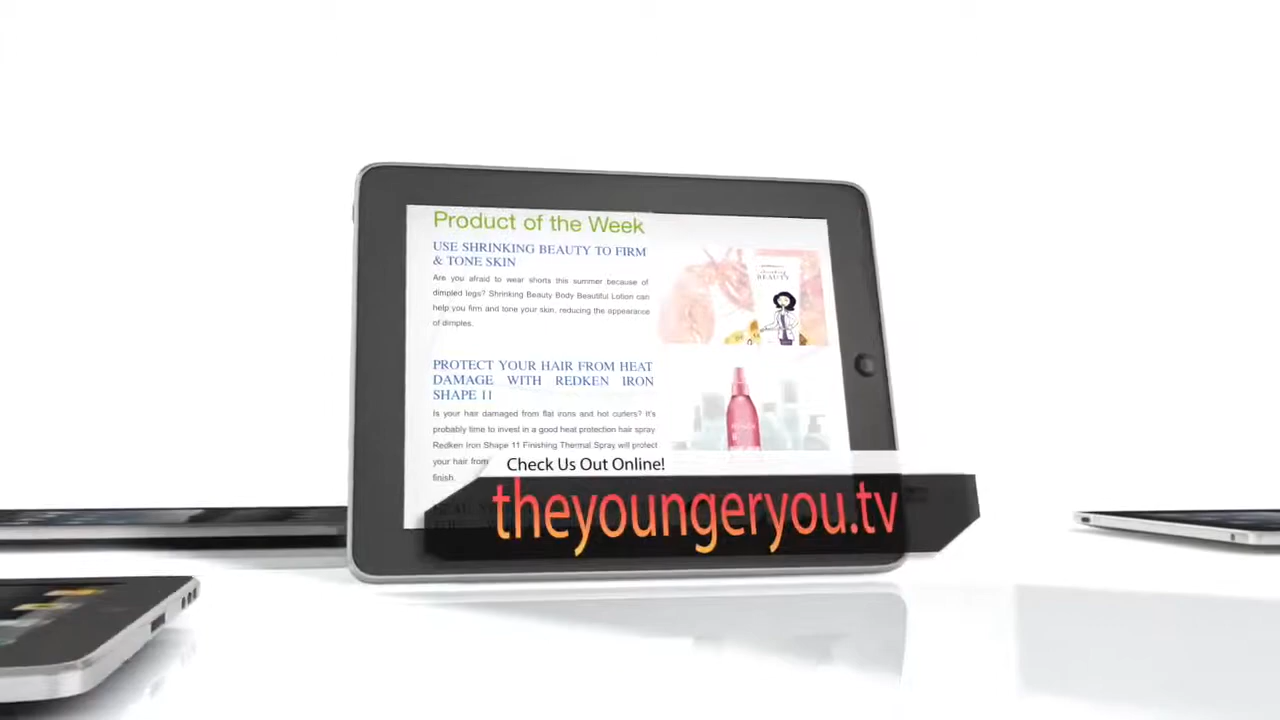 Product of the Week
USE SHRINKING BEAUTY TO FIRM
& TONE SKIN
Are you afraid to wear shorts this summer because of
dimpled legs? Shrinking Beauty Body Beautiful Lotion can
help you firm and tone your skin, reducing the appearance
of dimples.
BEAUTY
PROTECT YOUR HAIR FROM HEAT
DAMAGE WITH REDKEN IRON
SHAPE 11
Is your hair damaged from flat irons and hot curlers? It's
probably time to invest in a good heat protection hair spray.
Redken Iron Shape 11 Finishing Thermal Spray will protect
your hair from
finish.
Check Us Out Online!
theyoungeryou.tv